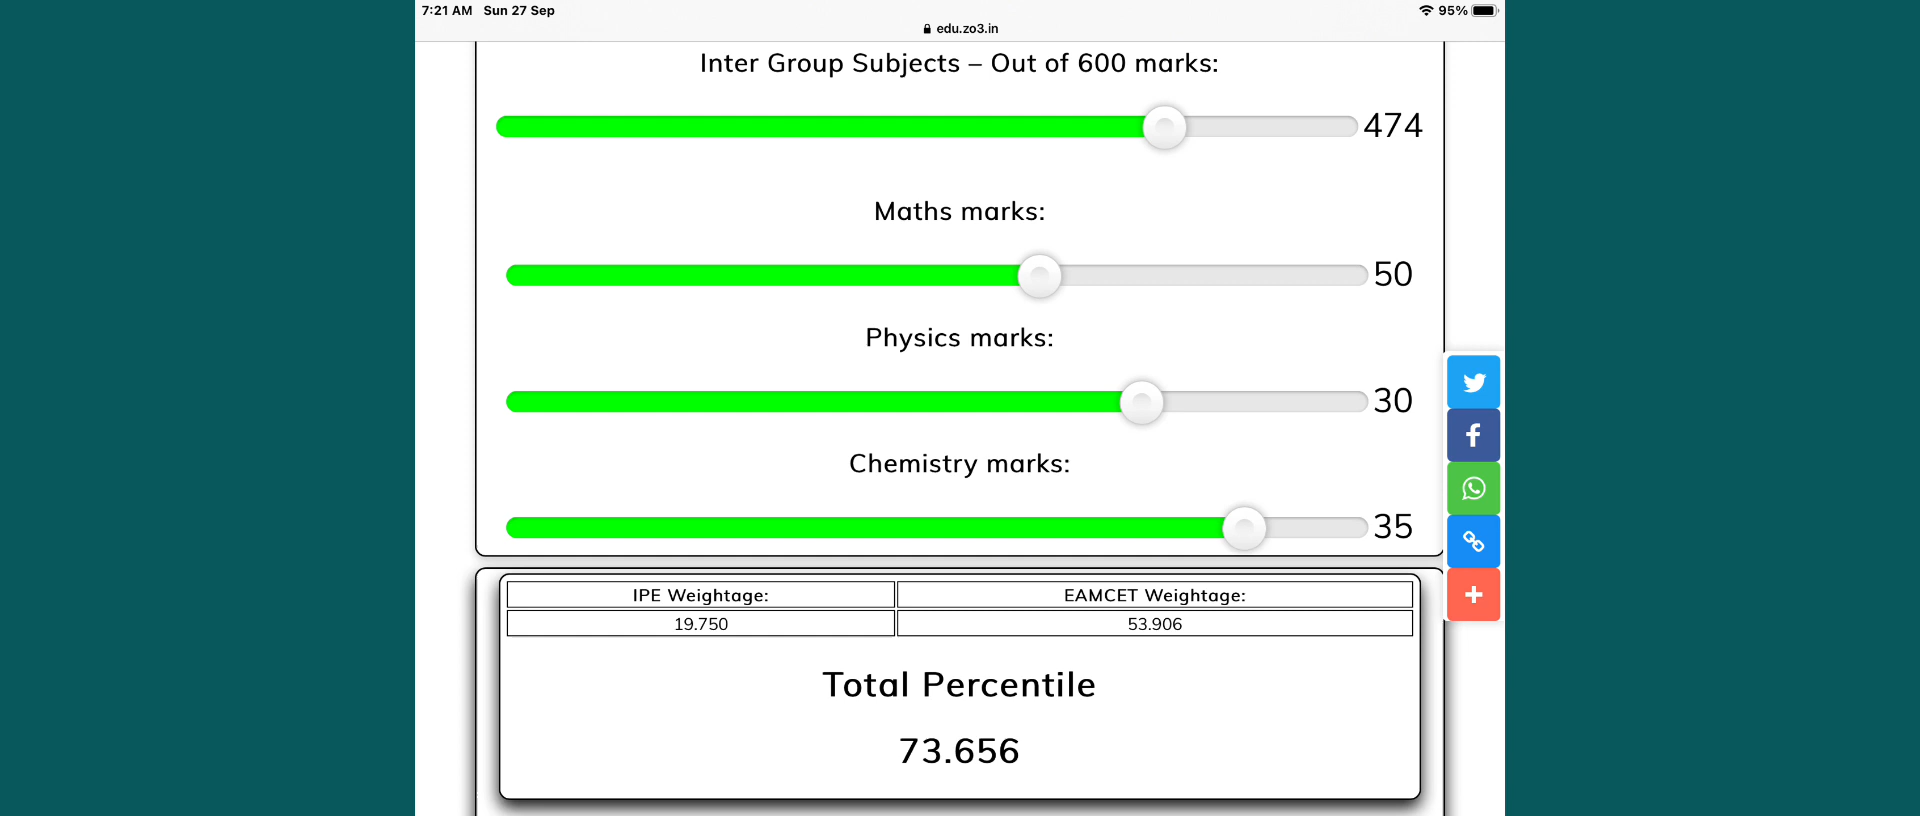 7:21 AM Sun 27 Sep 95%
edu.zo3.in
Inter Group Subjects – Out of 600 marks:
474
Maths marks:
50
Physics marks:
30
Chemistry marks:
35
IPE Weightage: EAMCET Weightage:
19.750 53.906
Total Percentile
73.656